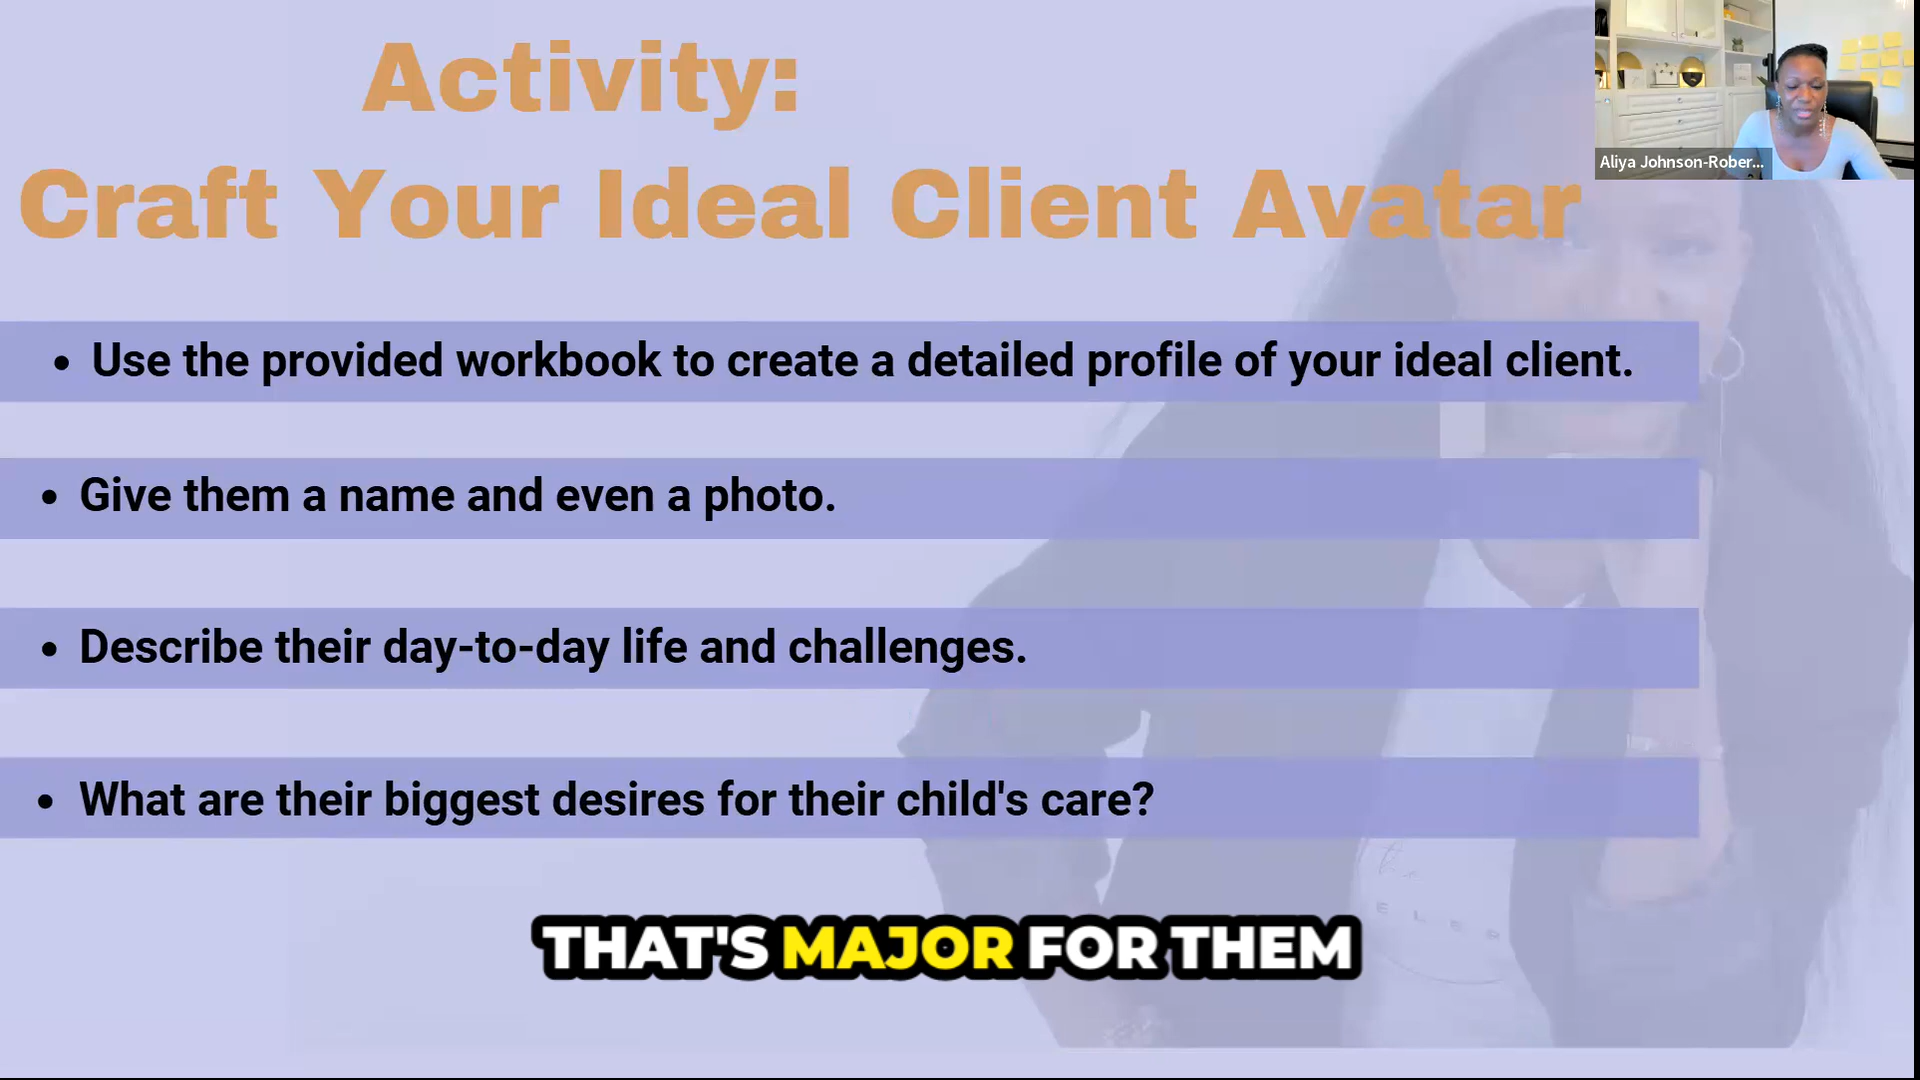 Activity:
Craft Your Ideal Client Avatar
Aliya Johnson-Rober...
• Use the provided workbook to create a detailed profile of your ideal client.
• Give them a name and even a photo.
• Describe their day-to-day life and challenges.
• What are their biggest desires for their child's care?
THAT'S MAJOR FOR THEM